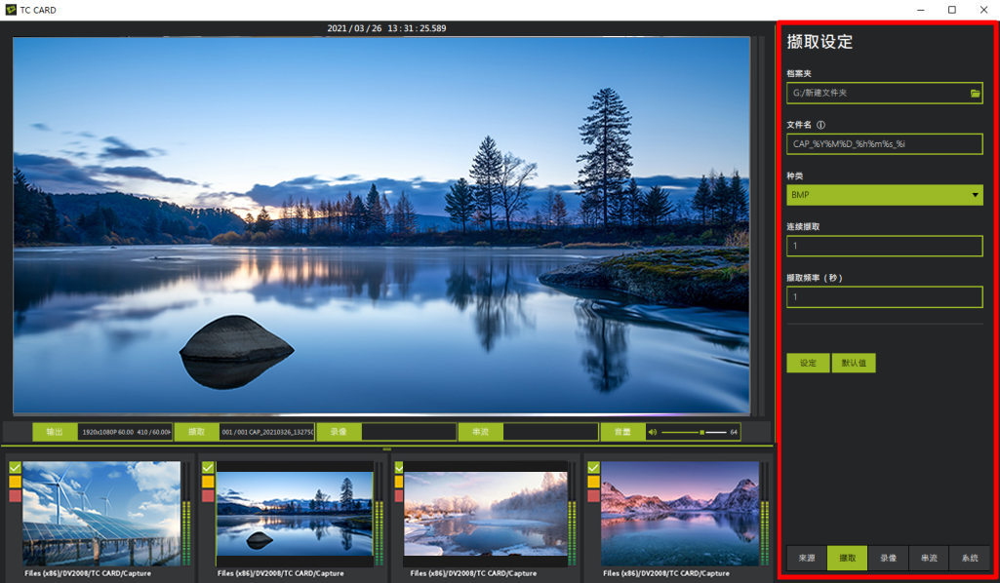 TC CARD
2021 / 03 / 26 13 : 31 : 25.589
输出 1920x1080P 60.00 410 / 60.00 撷取 001 / 001 CAP_20210326_13275 录像 串流 音量 64
Files (x86)/DV2008/TC CARD/Capture
Files (x86)/DV2008/TC CARD/Capture
Files (x86)/DV2008/TC CARD/Capture
Files (x86)/DV2008/TC CARD/Capture
撷取设定
档案夹
G:/新建文件夹
文件名
CAP_%Y%M%D_%h%m%s_%i
种类
BMP
连续撷取
1
撷取频率 ( 秒 )
1
设定 默认值
来源 撷取 录像 串流 系统